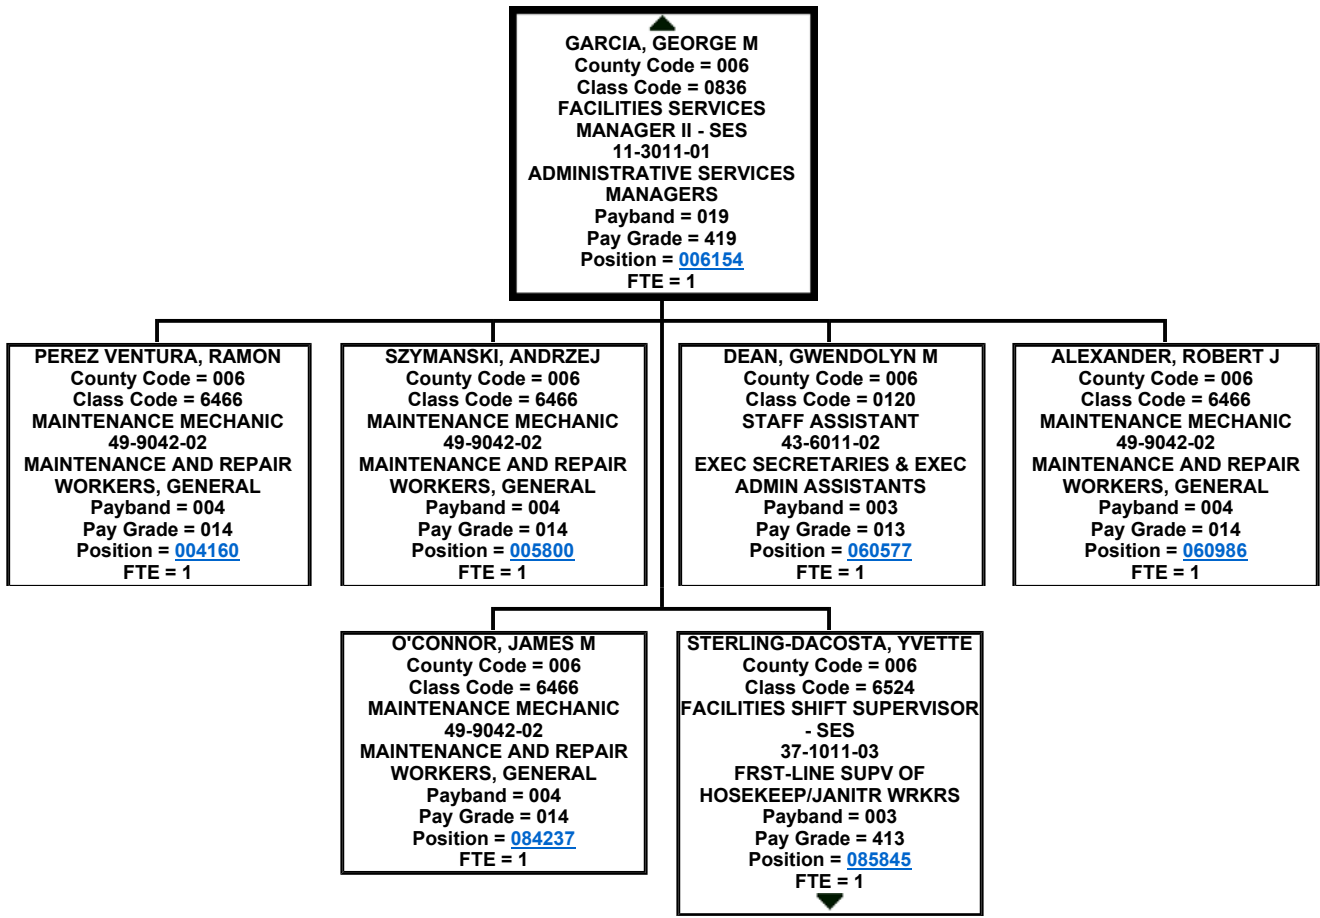 GARCIA, GEORGE M
County Code = 006
Class Code = 0836
FACILITIES SERVICES
MANAGER II - SES
11-3011-01
ADMINISTRATIVE SERVICES
MANAGERS
Payband = 019
Pay Grade = 419
Position = 006154
FTE = 1
PEREZ VENTURA, RAMON
County Code = 006
Class Code = 6466
MAINTENANCE MECHANIC
49-9042-02
MAINTENANCE AND REPAIR
WORKERS, GENERAL
Payband = 004
Pay Grade = 014
Position = 004160
FTE = 1
SZYMANSKI, ANDRZEJ
County Code = 006
Class Code = 6466
MAINTENANCE MECHANIC
49-9042-02
MAINTENANCE AND REPAIR
WORKERS, GENERAL
Payband = 004
Pay Grade = 014
Position = 005800
FTE = 1
DEAN, GWENDOLYN M
County Code = 006
Class Code = 0120
STAFF ASSISTANT
43-6011-02
EXEC SECRETARIES & EXEC
ADMIN ASSISTANTS
Payband = 003
Pay Grade = 013
Position = 060577
FTE = 1
ALEXANDER, ROBERT J
County Code = 006
Class Code = 6466
MAINTENANCE MECHANIC
49-9042-02
MAINTENANCE AND REPAIR
WORKERS, GENERAL
Payband = 004
Pay Grade = 014
Position = 060986
FTE = 1
O'CONNOR, JAMES M
County Code = 006
Class Code = 6466
MAINTENANCE MECHANIC
49-9042-02
MAINTENANCE AND REPAIR
WORKERS, GENERAL
Payband = 004
Pay Grade = 014
Position = 084237
FTE = 1
STERLING-DACOSTA, YVETTE
County Code = 006
Class Code = 6524
FACILITIES SHIFT SUPERVISOR
- SES
37-1011-03
FRST-LINE SUPV OF
HOSEKEEP/JANITR WRKRS
Payband = 003
Pay Grade = 413
Position = 085845
FTE = 1